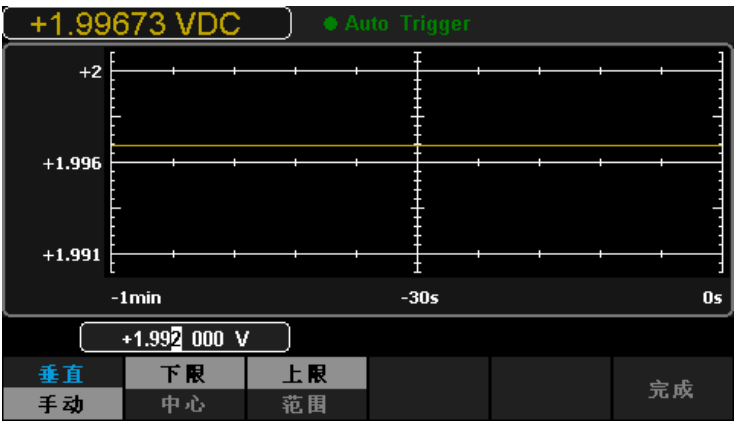 +1.99673 VDC
Auto Trigger
+2
+1.996
+1.991
-1min -30s 0s
+1.992 000 V
垂直 下限 上限
手动 中心 范围
完成